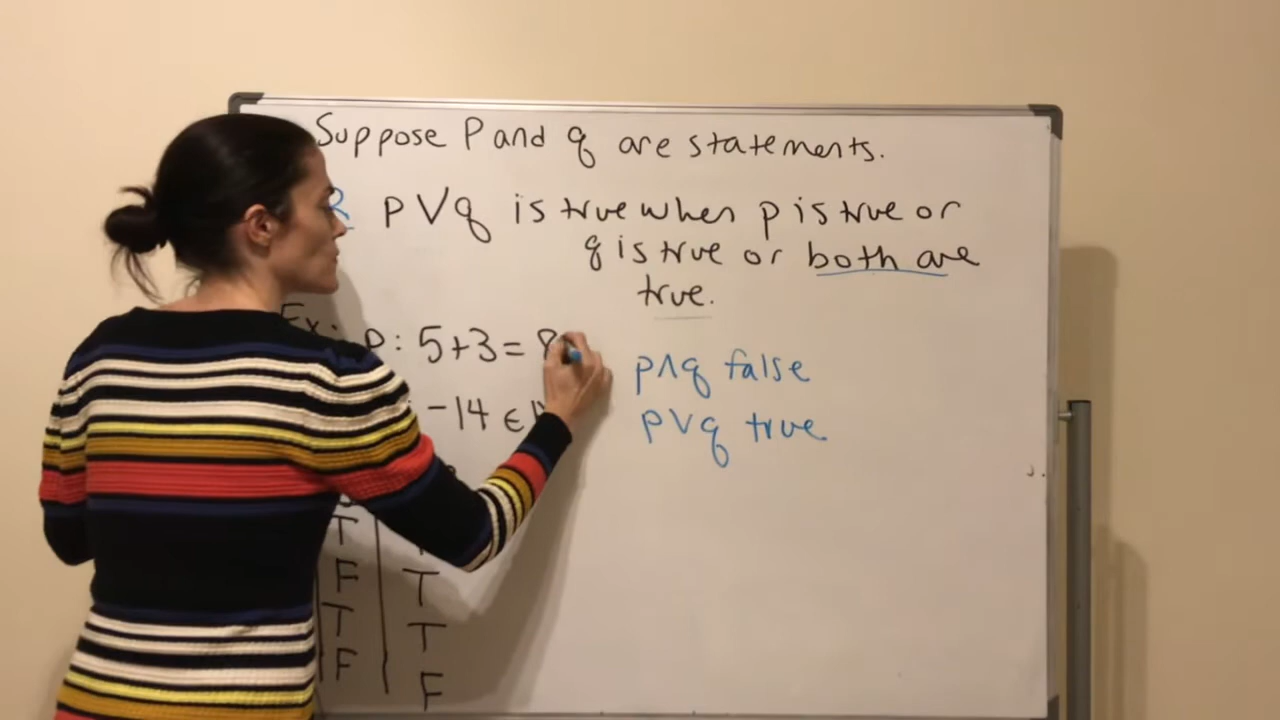 Suppose P and q are statements.
R p V q is true when p is true or
q is true or both are
true.
Ex: p: 5+3=8
: -14 ∈
p ∧ q false
p V q true
T
F T
T T
F F